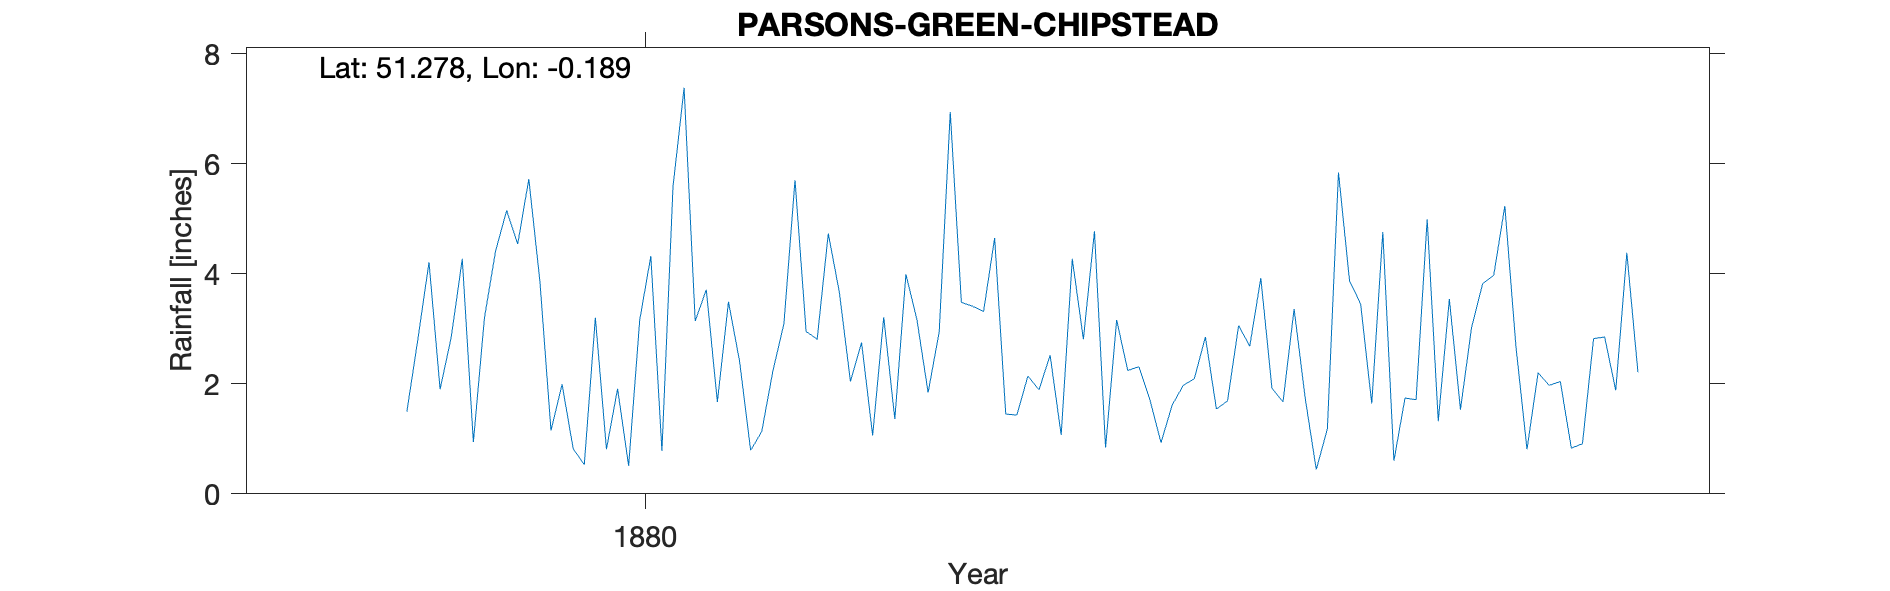 PARSONS-GREEN-CHIPSTEAD
Lat: 51.278, Lon: -0.189
8
6
4
2
0
Rainfall [inches]
1880
Year